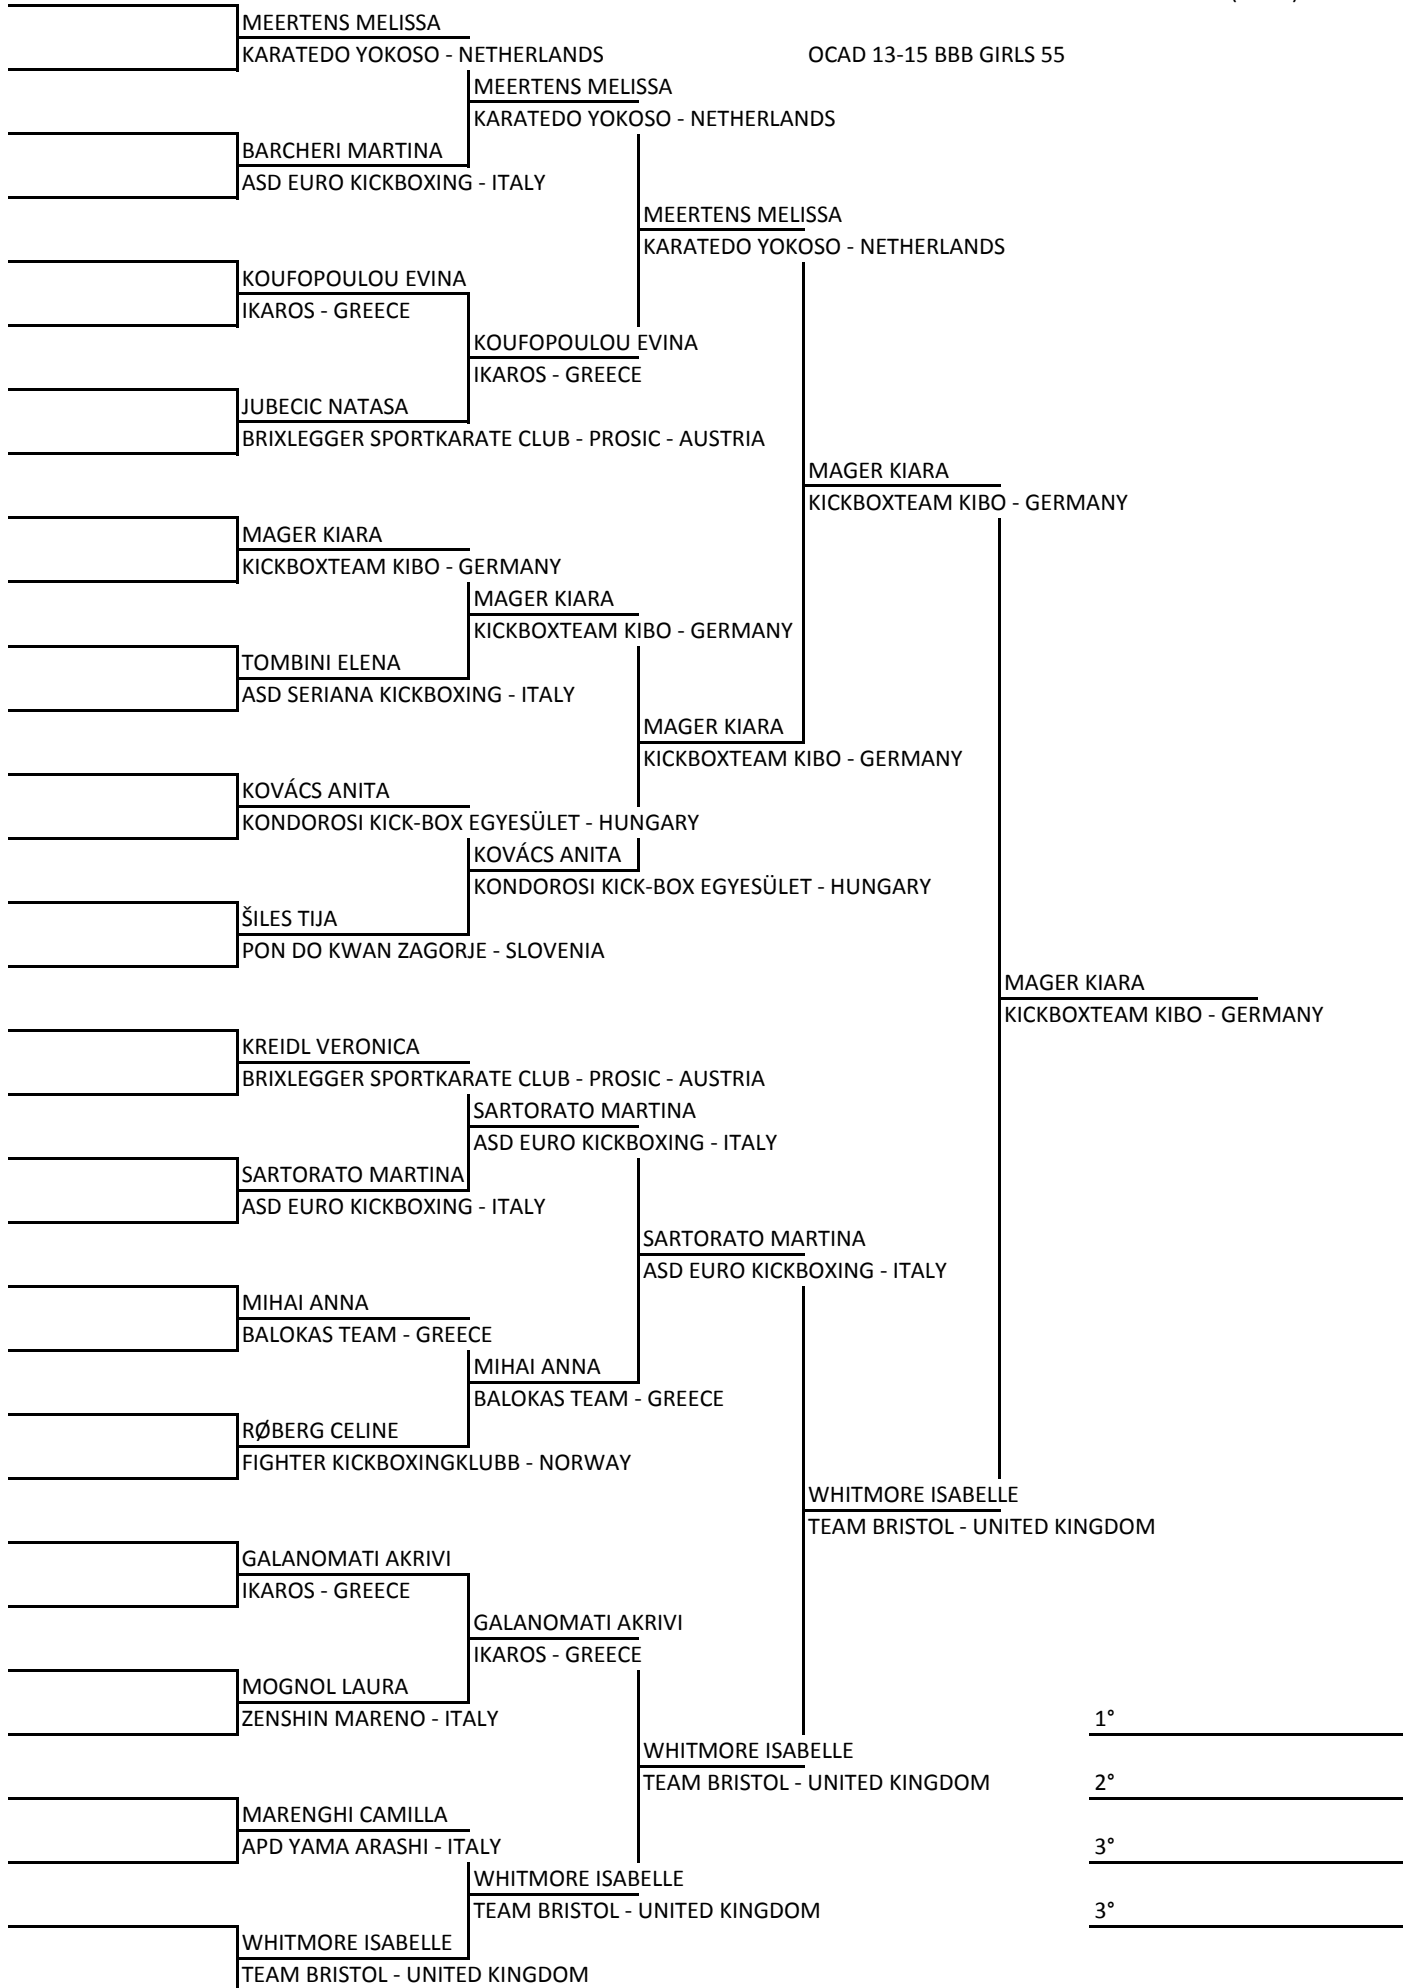 MEERTENS MELISSA
KARATEDO YOKOSO - NETHERLANDS
OCAD 13-15 BBB GIRLS 55
MEERTENS MELISSA
KARATEDO YOKOSO - NETHERLANDS
BARCHERI MARTINA
ASD EURO KICKBOXING - ITALY
MEERTENS MELISSA
KARATEDO YOKOSO - NETHERLANDS
KOUFOPOULOU EVINA
IKAROS - GREECE
KOUFOPOULOU EVINA
IKAROS - GREECE
JUBECIC NATASA
BRIXLEGGER SPORTKARATE CLUB - PROSIC - AUSTRIA
MAGER KIARA
KICKBOXTEAM KIBO - GERMANY
MAGER KIARA
KICKBOXTEAM KIBO - GERMANY
MAGER KIARA
KICKBOXTEAM KIBO - GERMANY
TOMBINI ELENA
ASD SERIANA KICKBOXING - ITALY
MAGER KIARA
KICKBOXTEAM KIBO - GERMANY
KOVÁCS ANITA
KONDOROSI KICK-BOX EGYESÜLET - HUNGARY
KOVÁCS ANITA
KONDOROSI KICK-BOX EGYESÜLET - HUNGARY
ŠILES TIJA
PON DO KWAN ZAGORJE - SLOVENIA
MAGER KIARA
KICKBOXTEAM KIBO - GERMANY
KREIDL VERONICA
BRIXLEGGER SPORTKARATE CLUB - PROSIC - AUSTRIA
SARTORATO MARTINA
ASD EURO KICKBOXING - ITALY
SARTORATO MARTINA
ASD EURO KICKBOXING - ITALY
SARTORATO MARTINA
ASD EURO KICKBOXING - ITALY
MIHAI ANNA
BALOKAS TEAM - GREECE
MIHAI ANNA
BALOKAS TEAM - GREECE
RØBERG CELINE
FIGHTER KICKBOXINGKLUBB - NORWAY
WHITMORE ISABELLE
TEAM BRISTOL - UNITED KINGDOM
GALANOMATI AKRIVI
IKAROS - GREECE
GALANOMATI AKRIVI
IKAROS - GREECE
MOGNOL LAURA
ZENSHIN MARENO - ITALY
1°
WHITMORE ISABELLE
TEAM BRISTOL - UNITED KINGDOM
2°
MARENGHI CAMILLA
APD YAMA ARASHI - ITALY
3°
WHITMORE ISABELLE
TEAM BRISTOL - UNITED KINGDOM
3°
WHITMORE ISABELLE
TEAM BRISTOL - UNITED KINGDOM